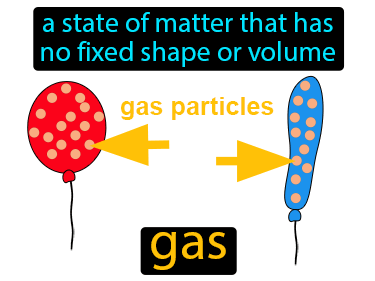 a state of matter that has
no fixed shape or volume
gas particles
gas